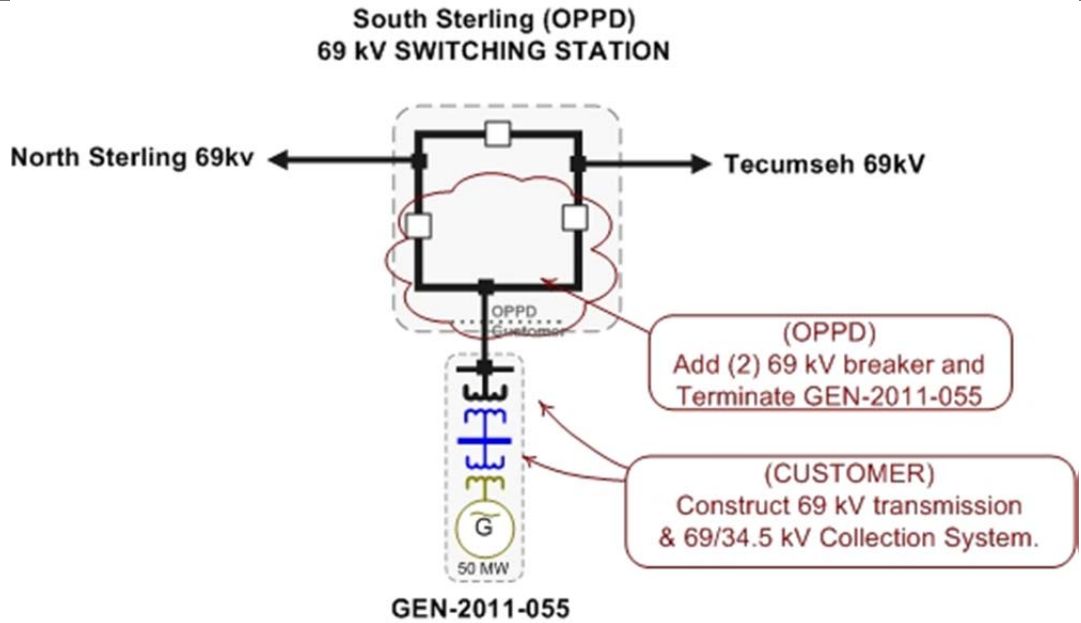 South Sterling (OPPD)
69 kV SWITCHING STATION
North Sterling 69kv
Tecumseh 69kV
OPPD
Customer
(OPPD)
Add (2) 69 kV breaker and
Terminate GEN-2011-055
(CUSTOMER)
Construct 69 kV transmission
& 69/34.5 kV Collection System.
G
50 MW
GEN-2011-055